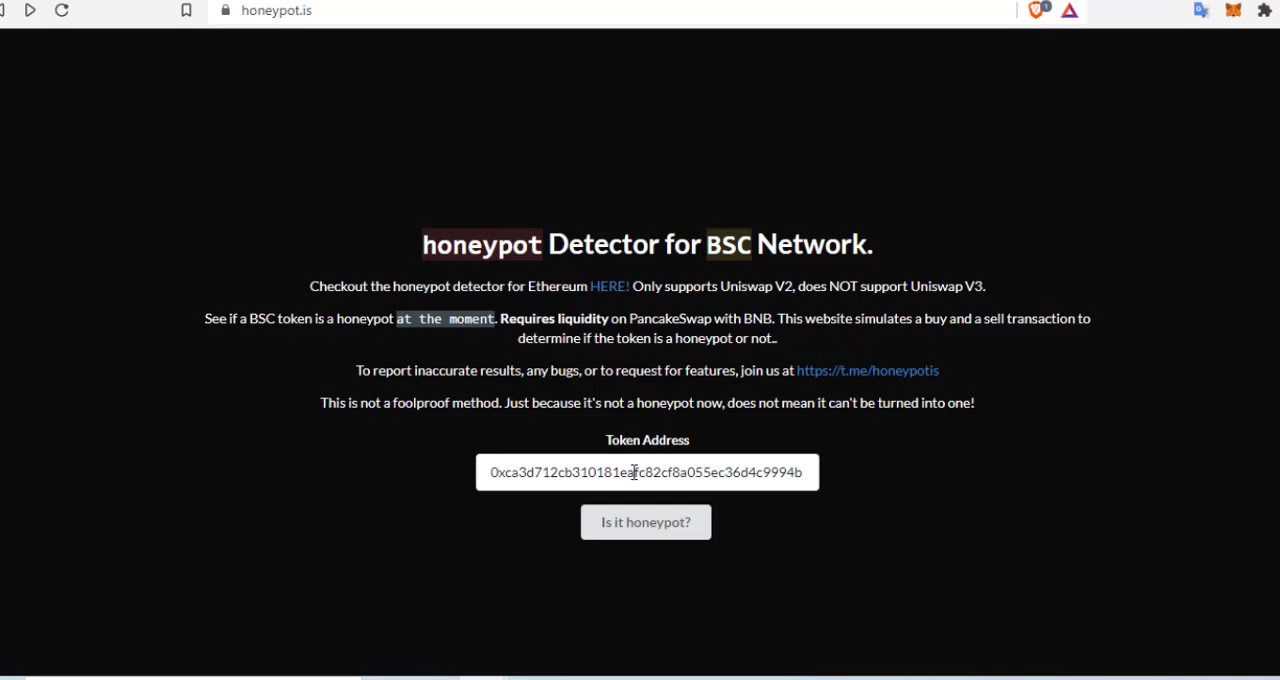 honeypot.is
1
honeypot Detector for BSC Network.
Checkout the honeypot detector for Ethereum HERE! Only supports Uniswap V2, does NOT support Uniswap V3.
See if a BSC token is a honeypot at the moment. Requires liquidity on PancakeSwap with BNB. This website simulates a buy and a sell transaction to
determine if the token is a honeypot or not..
To report inaccurate results, any bugs, or to request for features, join us at https://t.me/honeypotis
This is not a foolproof method. Just because it's not a honeypot now, does not mean it can't be turned into one!
Token Address
0xca3d712cb310181eafc82cf8a055ec36d4c9994b
Is it honeypot?